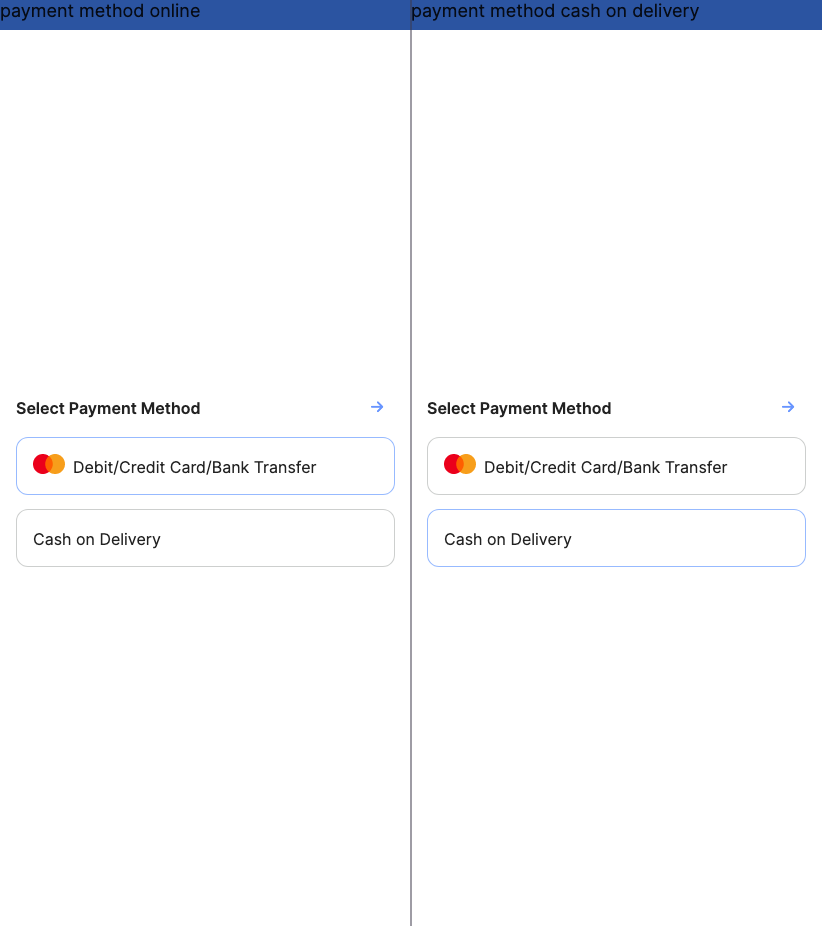 payment method online
Select Payment Method
Debit/Credit Card/Bank Transfer
Cash on Delivery
payment method cash on delivery
Select Payment Method
Debit/Credit Card/Bank Transfer
Cash on Delivery